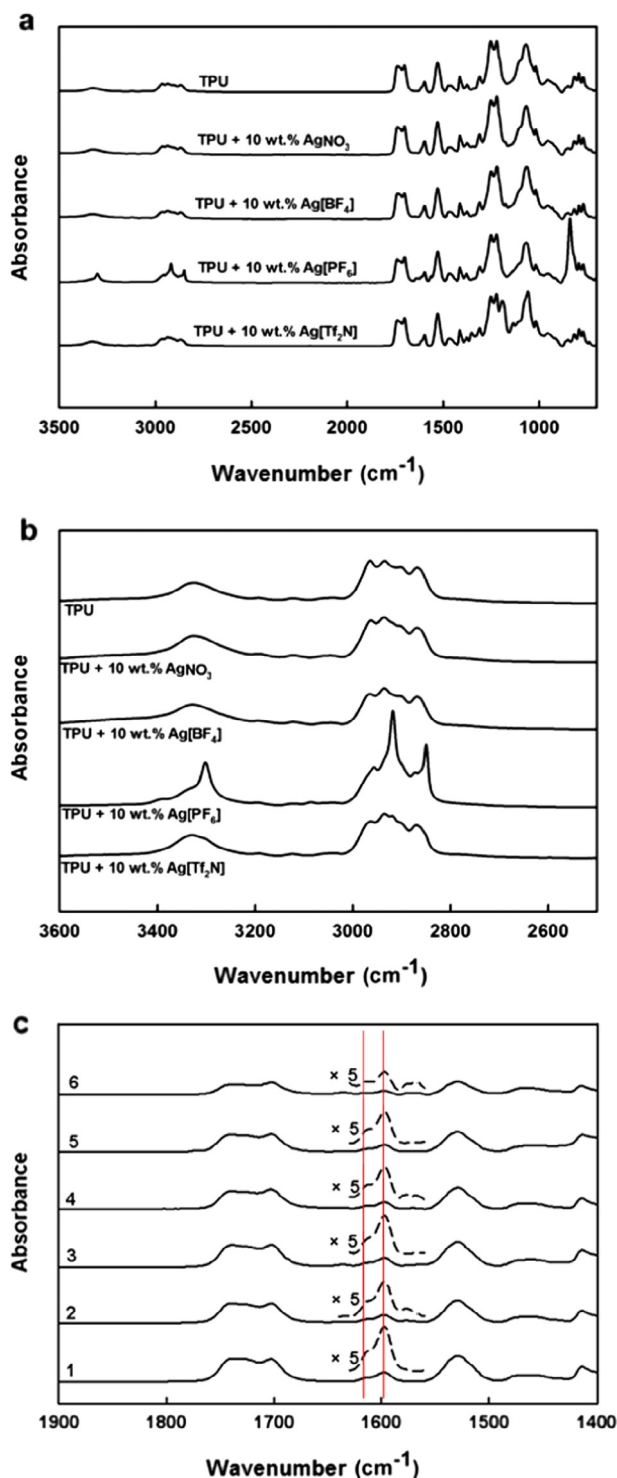 a
TPU
TPU + 10 wt.% AgNO3
TPU + 10 wt.% Ag[BF4]
TPU + 10 wt.% Ag[PF6]
TPU + 10 wt.% Ag[Tf2N]
Absorbance
3500 3000 2500 2000 1500 1000
Wavenumber (cm-1)
b
TPU
TPU + 10 wt.% AgNO3
TPU + 10 wt.% Ag[BF4]
TPU + 10 wt.% Ag[PF6]
TPU + 10 wt.% Ag[Tf2N]
Absorbance
3600 3400 3200 3000 2800 2600
Wavenumber (cm-1)
c
6 × 5
5 × 5
4 × 5
3 × 5
2 × 5
1 × 5
Absorbance
1900 1800 1700 1600 1500 1400
Wavenumber (cm-1)